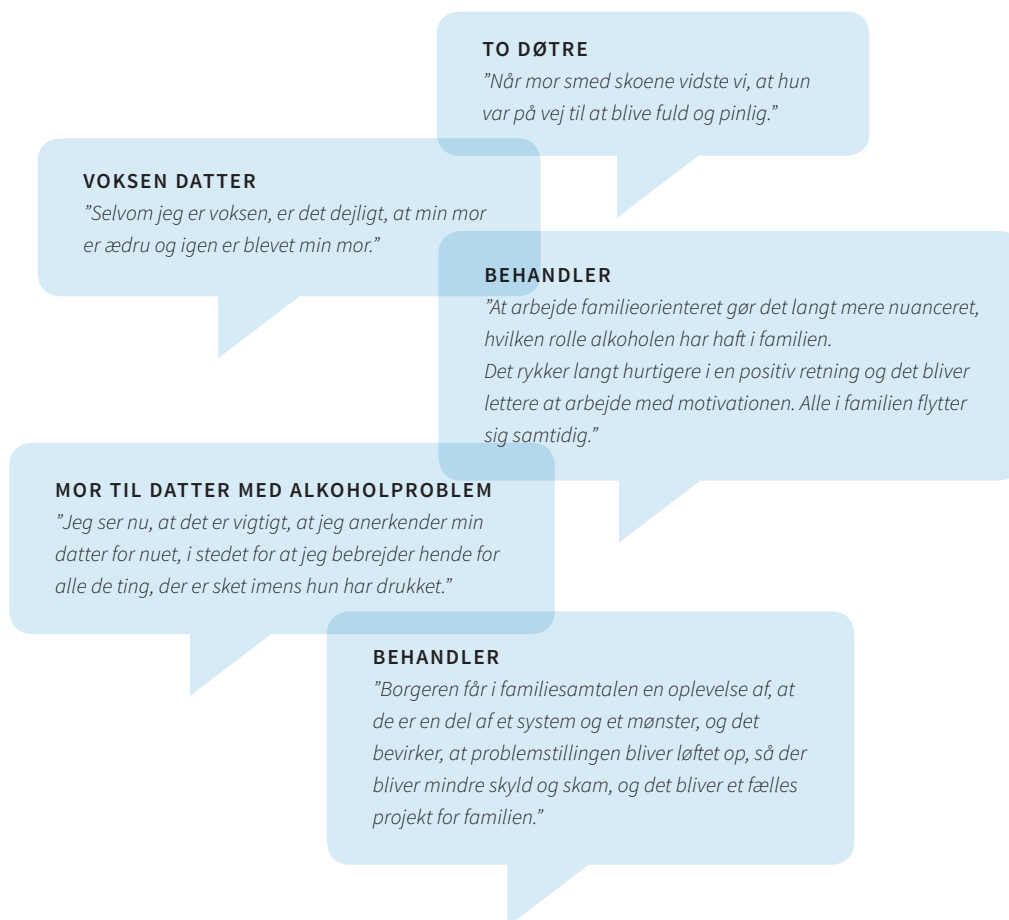 TO DØTRE
”Når mor smed skoene vidste vi, at hun
var på vej til at blive fuld og pinlig.”
VOKSEN DATTER
”Selvom jeg er voksen, er det dejligt, at min mor
er ædru og igen er blevet min mor.”
BEHANDLER
”At arbejde familieorienteret gør det langt mere nuanceret,
hvilken rolle alkoholen har haft i familien.
Det rykker langt hurtigere i en positiv retning og det bliver
lettere at arbejde med motivationen. Alle i familien flytter
sig samtidig.”
MOR TIL DATTER MED ALKOHOLPROBLEM
”Jeg ser nu, at det er vigtigt, at jeg anerkender min
datter for nuet, i stedet for at jeg bebrejder hende for
alle de ting, der er sket imens hun har drukket.”
BEHANDLER
”Borgeren får i familiesamtalen en oplevelse af, at
de er en del af et system og et mønster, og det
bevirker, at problemstillingen bliver løftet op, så der
bliver mindre skyld og skam, og det bliver et fælles
projekt for familien.”